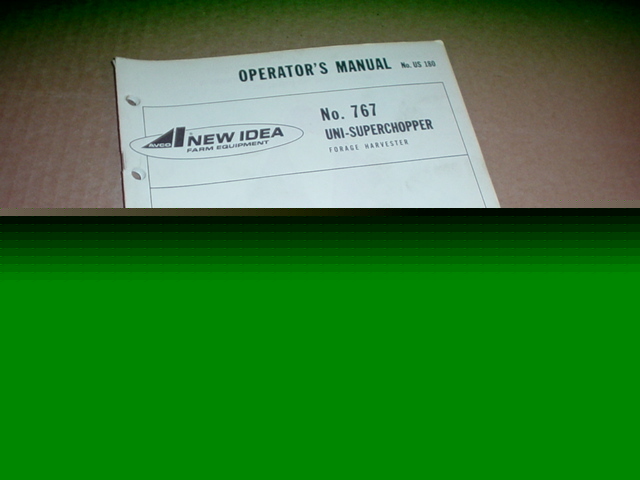 OPERATOR'S MANUAL No. US 180
No. 767
UNI-SUPERCHOPPER
FORAGE HARVESTER
AVCO NEW IDEA
FARM EQUIPMENT